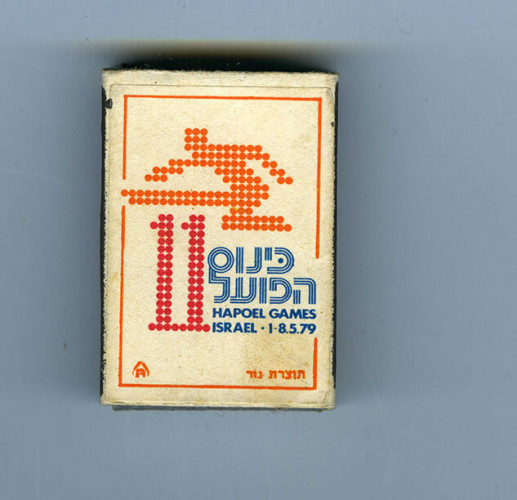 11
כינוס
הפועל
HAPOEL GAMES
ISRAEL · 1-8.5.79
תוצרת נור